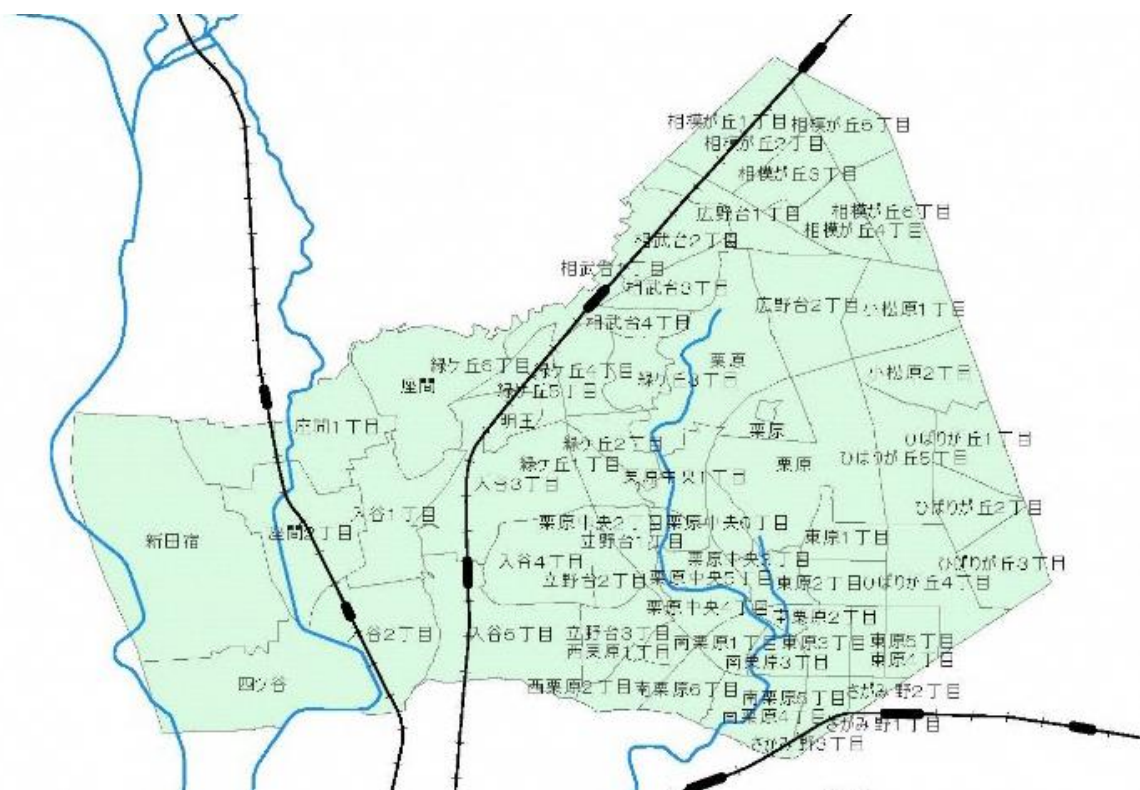 相模が丘1丁目
相模が丘5丁目
相模が丘2丁目
相模が丘3丁目
広野台1丁目
相模が丘6丁目
相模が丘4丁目
相武台2丁目
相武台1丁目
相武台3丁目
広野台2丁目
小松原1丁目
相武台4丁目
栗原
緑ケ丘6丁目
緑ケ丘4丁目
緑ケ丘3丁目
小松原2丁目
座間
緑ケ丘5丁目
明王
座間1丁目
栗原
ひばりが丘1丁目
緑ケ丘2丁目
ひばりが丘5丁目
緑ケ丘1丁目
栗原
入谷3丁目
栗原中央1丁目
ひばりが丘2丁目
入谷1丁目
栗原中央2丁目
栗原中央6丁目
座間2丁目
新田宿
立野台1丁目
東原1丁目
入谷4丁目
栗原中央3丁目
ひばりが丘3丁目
立野台2丁目
栗原中央5丁目
東原2丁目
ひばりが丘4丁目
栗原中央4丁目
南栗原2丁目
入谷2丁目
入谷5丁目
立野台3丁目
南栗原1丁目
東原3丁目
東原5丁目
西栗原1丁目
南栗原3丁目
東原4丁目
四ツ谷
西栗原2丁目
南栗原6丁目
南栗原5丁目
さがみ野2丁目
南栗原4丁目
さがみ野1丁目
さがみ野3丁目